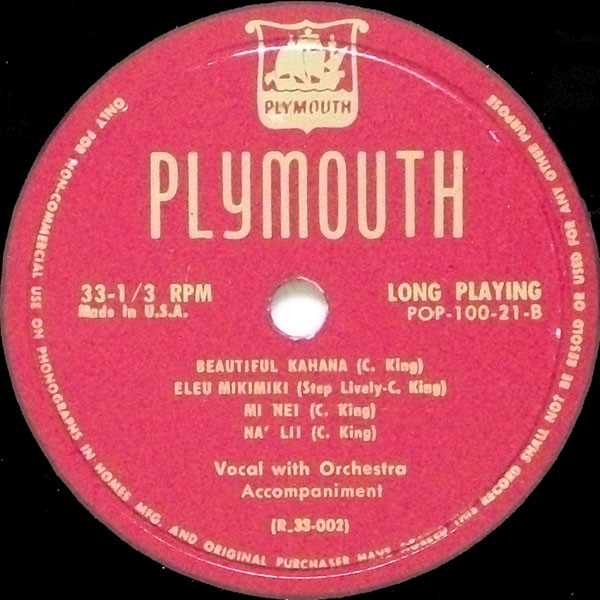 PLYMOUTH
PLYMOUTH
33-1/3 RPM
Made in U.S.A.
LONG PLAYING
POP-100-21-B
BEAUTIFUL KAHANA (C. King)
ELEU MIKIMIKI (Step Lively-C. King)
MI NEI (C. King)
NA' LII (C. King)
Vocal with Orchestra
Accompaniment
(R_33-002)
ONLY FOR NON-COMMERCIAL USE ON PHONOGRAPHS IN HOMES MFG. AND ORIGINAL PURCHASER HAVE AGREED THIS RECORD SHALL NOT BE RESOLD OR USED FOR ANY OTHER PURPOSE